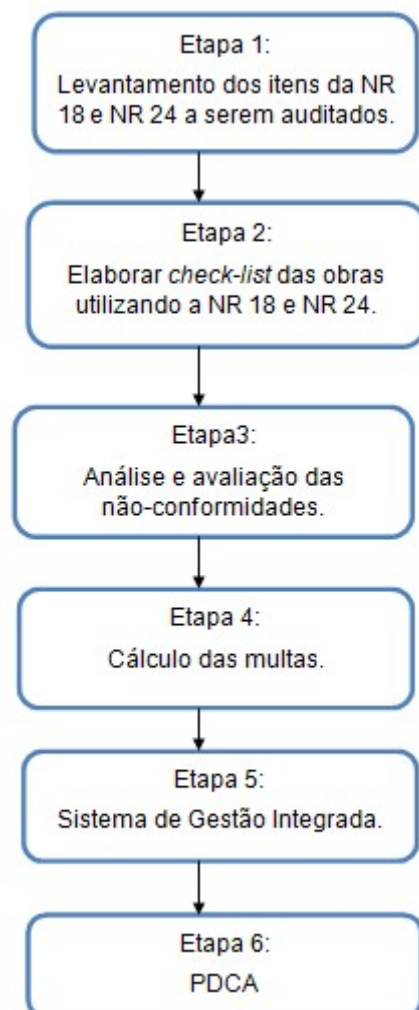 Etapa 1:
Levantamento dos itens da NR
18 e NR 24 a serem auditados.
Etapa 2:
Elaborar check-list das obras
utilizando a NR 18 e NR 24.
Etapa3:
Análise e avaliação das
não-conformidades.
Etapa 4:
Cálculo das multas.
Etapa 5:
Sistema de Gestão Integrada.
Etapa 6:
PDCA